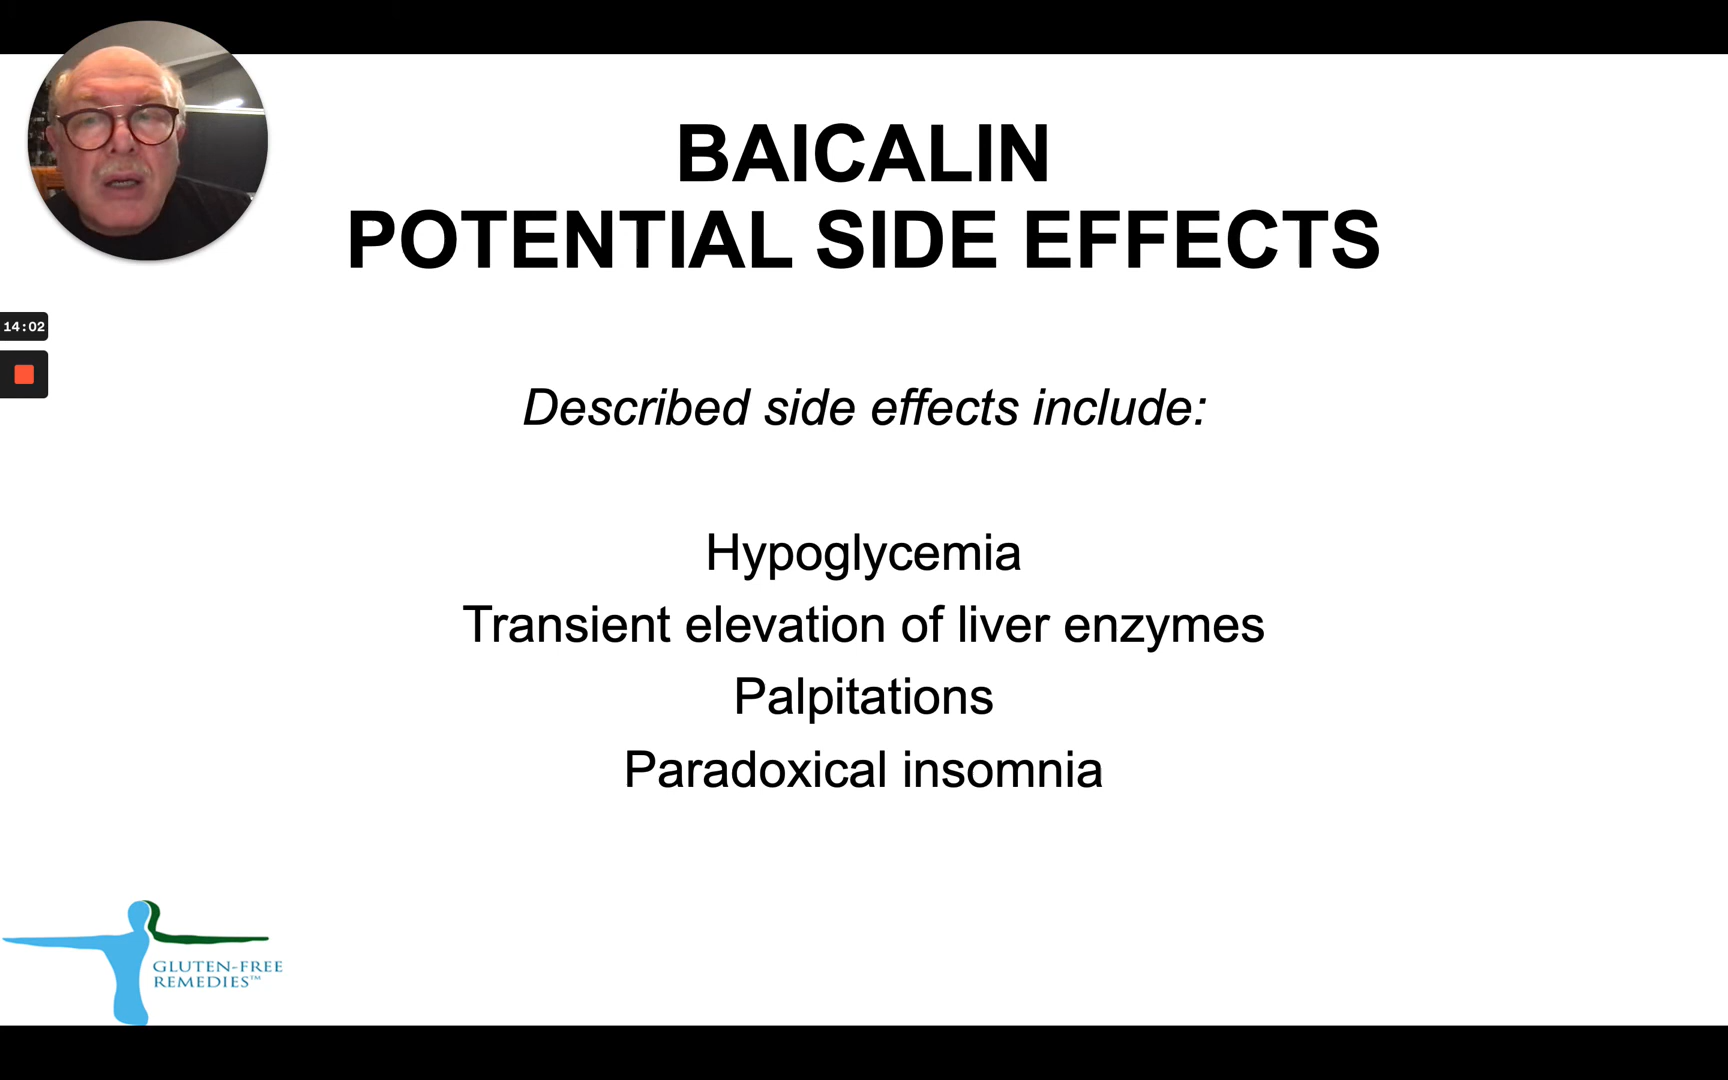 BAICALIN
POTENTIAL SIDE EFFECTS
14:02
Described side effects include:
Hypoglycemia
Transient elevation of liver enzymes
Palpitations
Paradoxical insomnia
GLUTEN-FREE
REMEDIES™